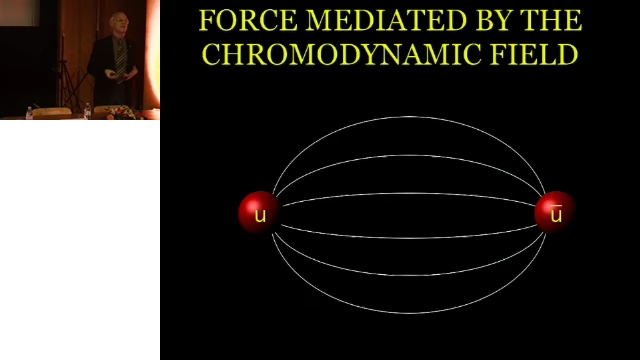 FORCE MEDIATED BY THE
CHROMODYNAMIC FIELD
u
ū